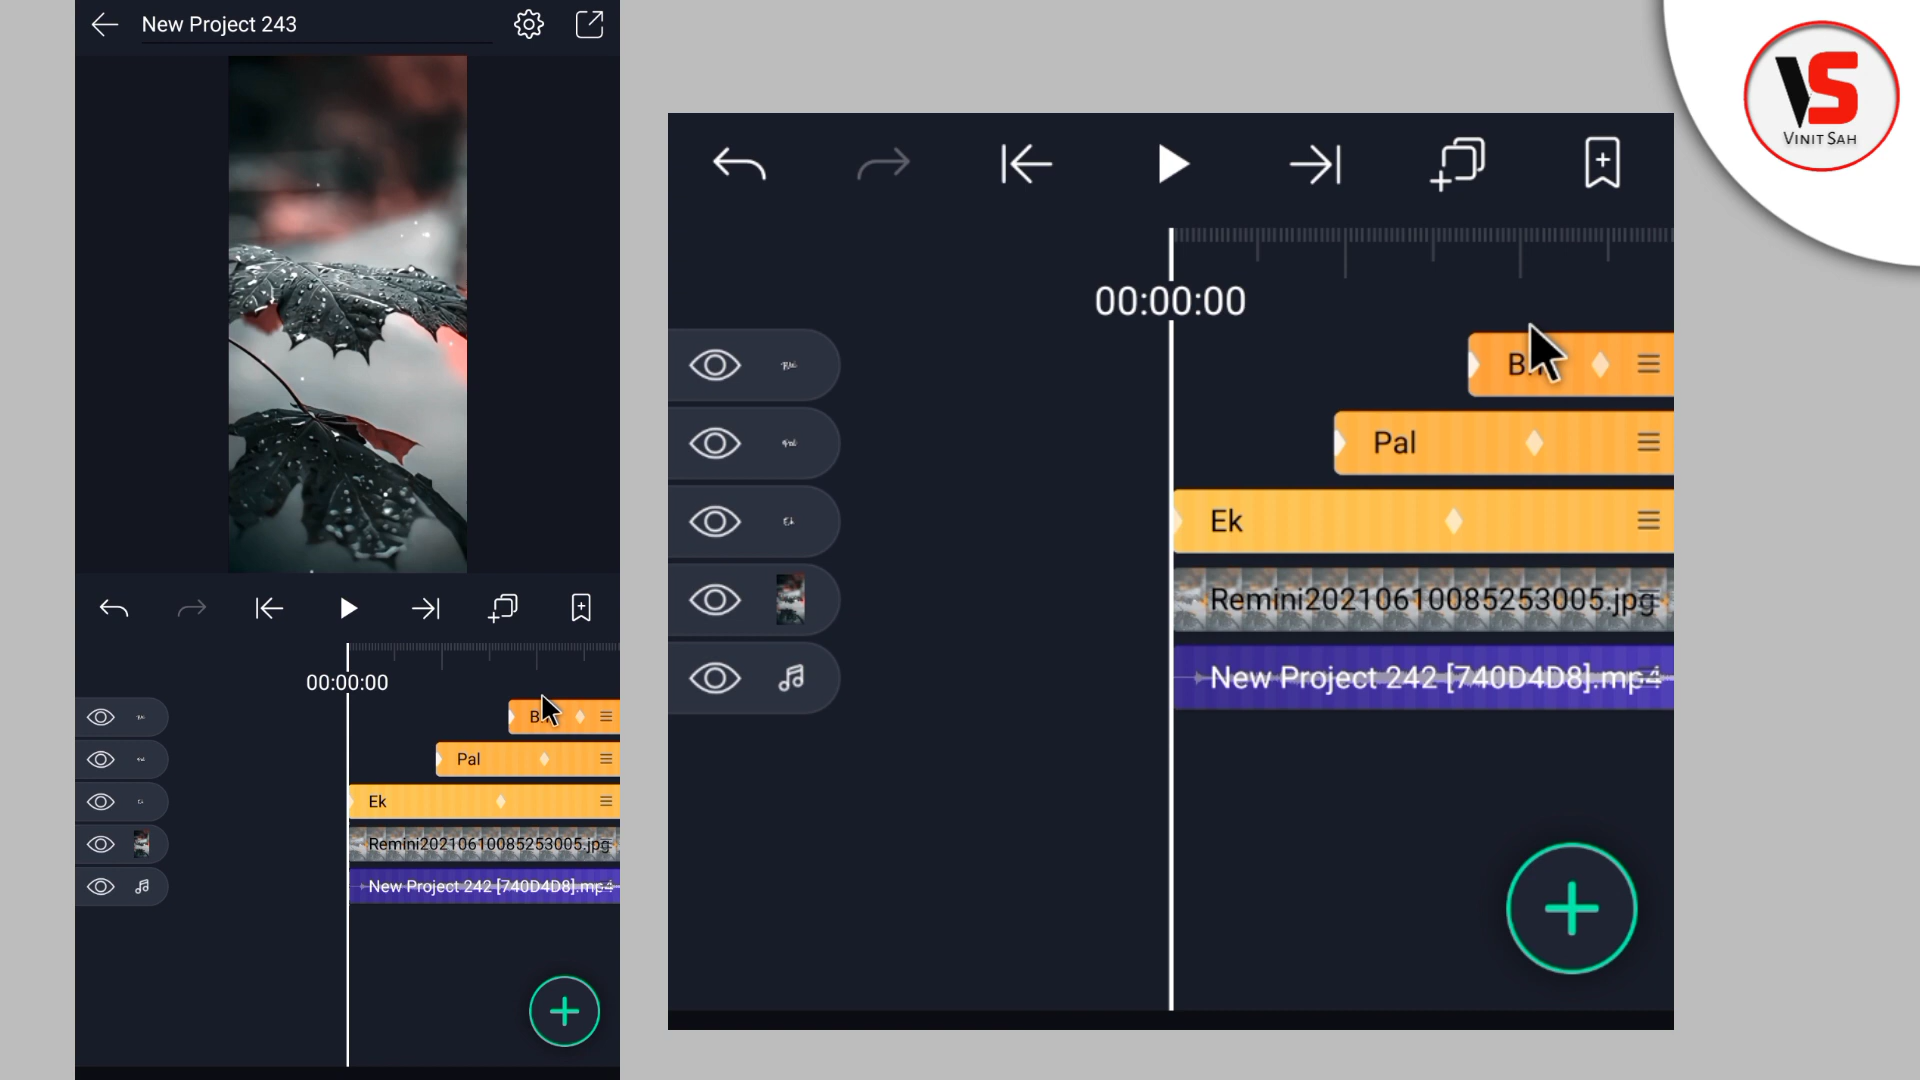 New Project 243
00:00:00
Pal
Ek
Remini20210610085253005.jpg
New Project 242 [740D4D8].mp4
00:00:00
Pal
Ek
Remini20210610085253005.jpg
New Project 242 [740D4D8].mp4
VS
VINIT SAH